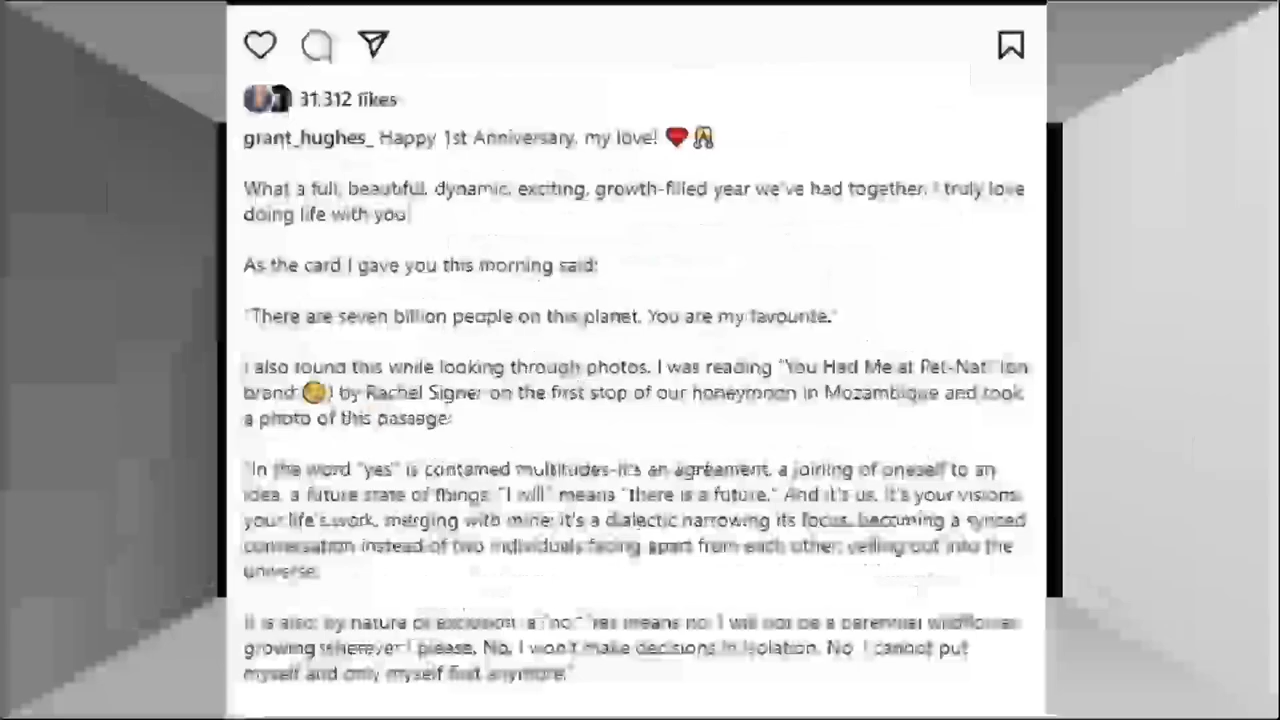 31,312 likes
grant_hughes_ Happy 1st Anniversary, my love! ❤️🥂
What a full, beautiful, dynamic, exciting, growth-filled year we've had together. I truly love
doing life with you!
As the card I gave you this morning said:
"There are seven billion people on this planet. You are my favourite."
I also found this while looking through photos. I was reading "You Had Me at Pet-Nat" (on
brand) by Rachel Signer on the first stop of our honeymoon in Mozambique and took
a photo of this passage:
"In the word "yes" is contained multitudes-it's an agreement, a joining of oneself to an
idea, a future state of things. "I will" means "there is a future." And it's us. It's your visions,
your life's work, merging with mine; it's a dialectic narrowing its focus, becoming a synced
conversation instead of two individuals facing apart from each other, yelling out into the
universe.
It is also, by nature of exclusion, a "no." Yes means no. I will not be a perennial wildflower
growing wherever I please. No, I won't make decisions in isolation. No, I cannot put
myself and only myself first anymore."